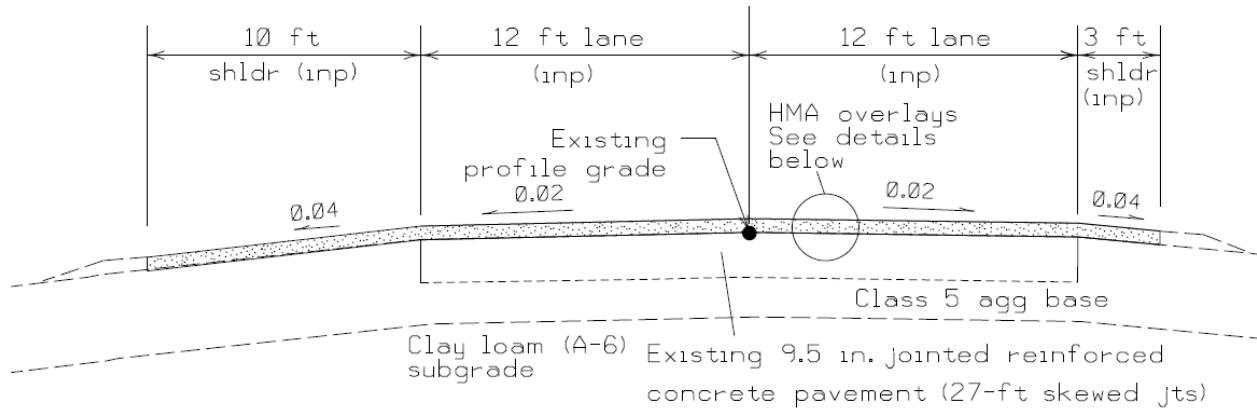 10 ft
shldr (inp)
12 ft lane
(inp)
12 ft lane
(inp)
3 ft
shldr
(inp)
Existing
profile grade
HMA overlays
See details
below
0.04
0.02
0.02
0.04
Class 5 agg base
Clay loam (A-6)
subgrade
Existing 9.5 in. jointed reinforced
concrete pavement (27-ft skewed jts)